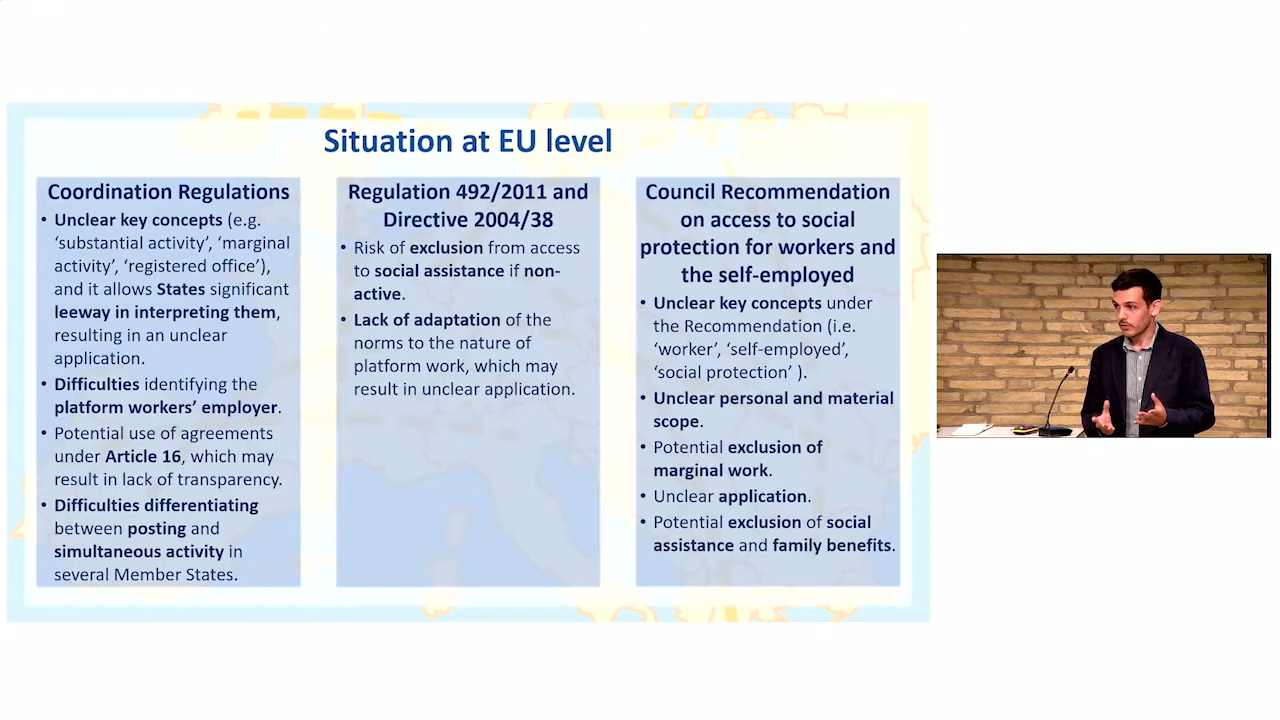 Situation at EU level
Coordination Regulations
• Unclear key concepts (e.g.
‘substantial activity’, ‘marginal
activity’, ‘registered office’),
and it allows States significant
leeway in interpreting them,
resulting in an unclear
application.
• Difficulties identifying the
platform workers’ employer.
• Potential use of agreements
under Article 16, which may
result in lack of transparency.
• Difficulties differentiating
between posting and
simultaneous activity in
several Member States.
Regulation 492/2011 and
Directive 2004/38
• Risk of exclusion from access
to social assistance if non-
active.
• Lack of adaptation of the
norms to the nature of
platform work, which may
result in unclear application.
Council Recommendation
on access to social
protection for workers and
the self-employed
• Unclear key concepts under
the Recommendation (i.e.
‘worker’, ‘self-employed’,
‘social protection’ ).
• Unclear personal and material
scope.
• Potential exclusion of
marginal work.
• Unclear application.
• Potential exclusion of social
assistance and family benefits.